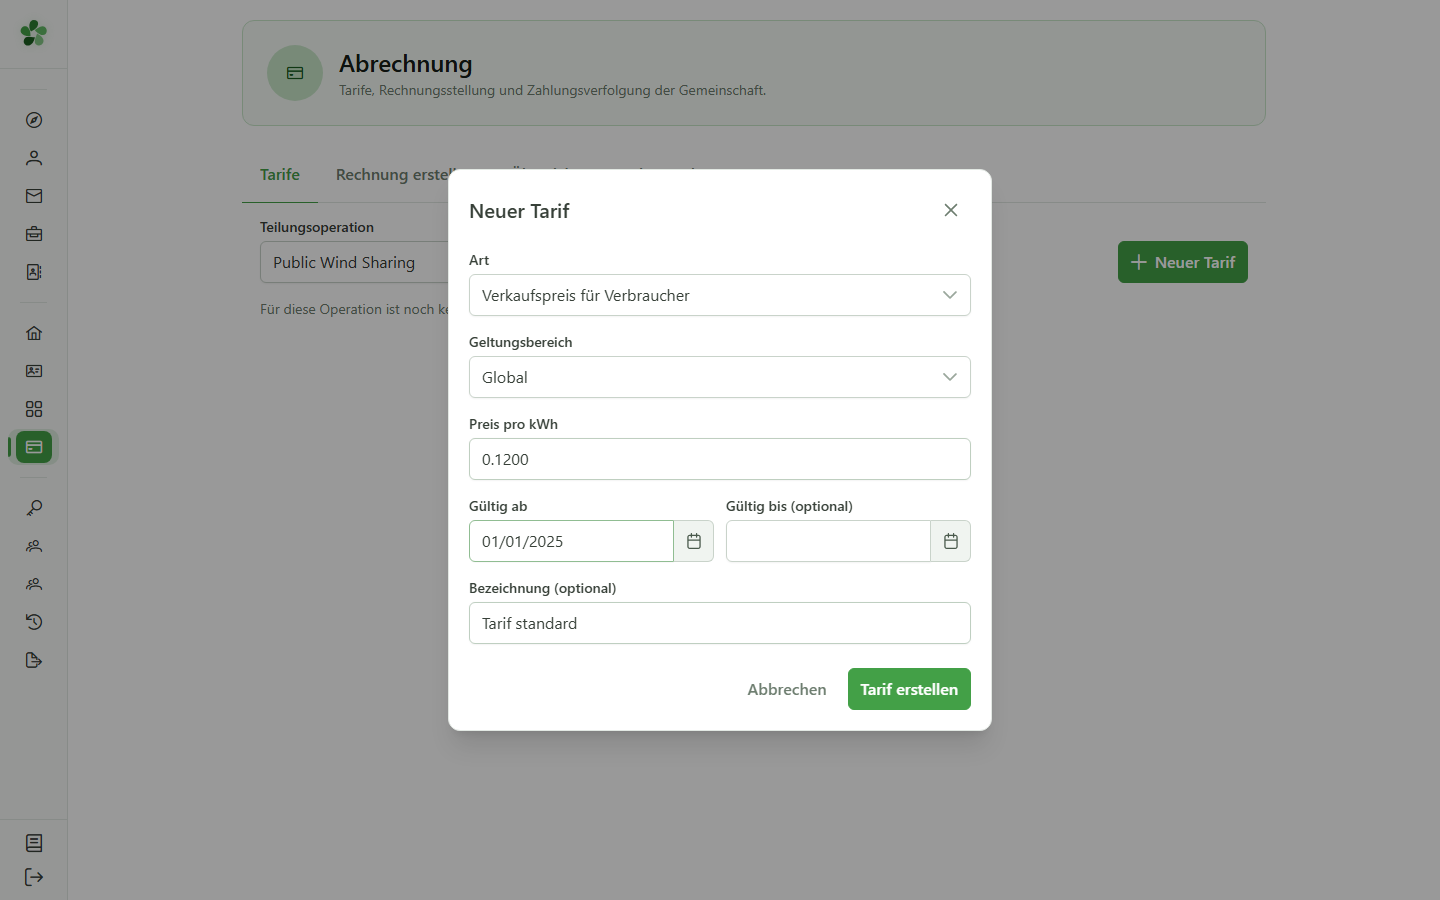 Abrechnung
Tarife, Rechnungsstellung und Zahlungsverfolgung der Gemeinschaft.
Tarife
Rechnung
Teilungsoperation
Public Wind Sharing
Neuer Tarif
Für diese Operation ist noch
Neuer Tarif
Art
Verkaufspreis für Verbraucher
Geltungsbereich
Global
Preis pro kWh
0.1200
Gültig ab
Gültig bis (optional)
01/01/2025
Bezeichnung (optional)
Tarif standard
Abbrechen
Tarif erstellen